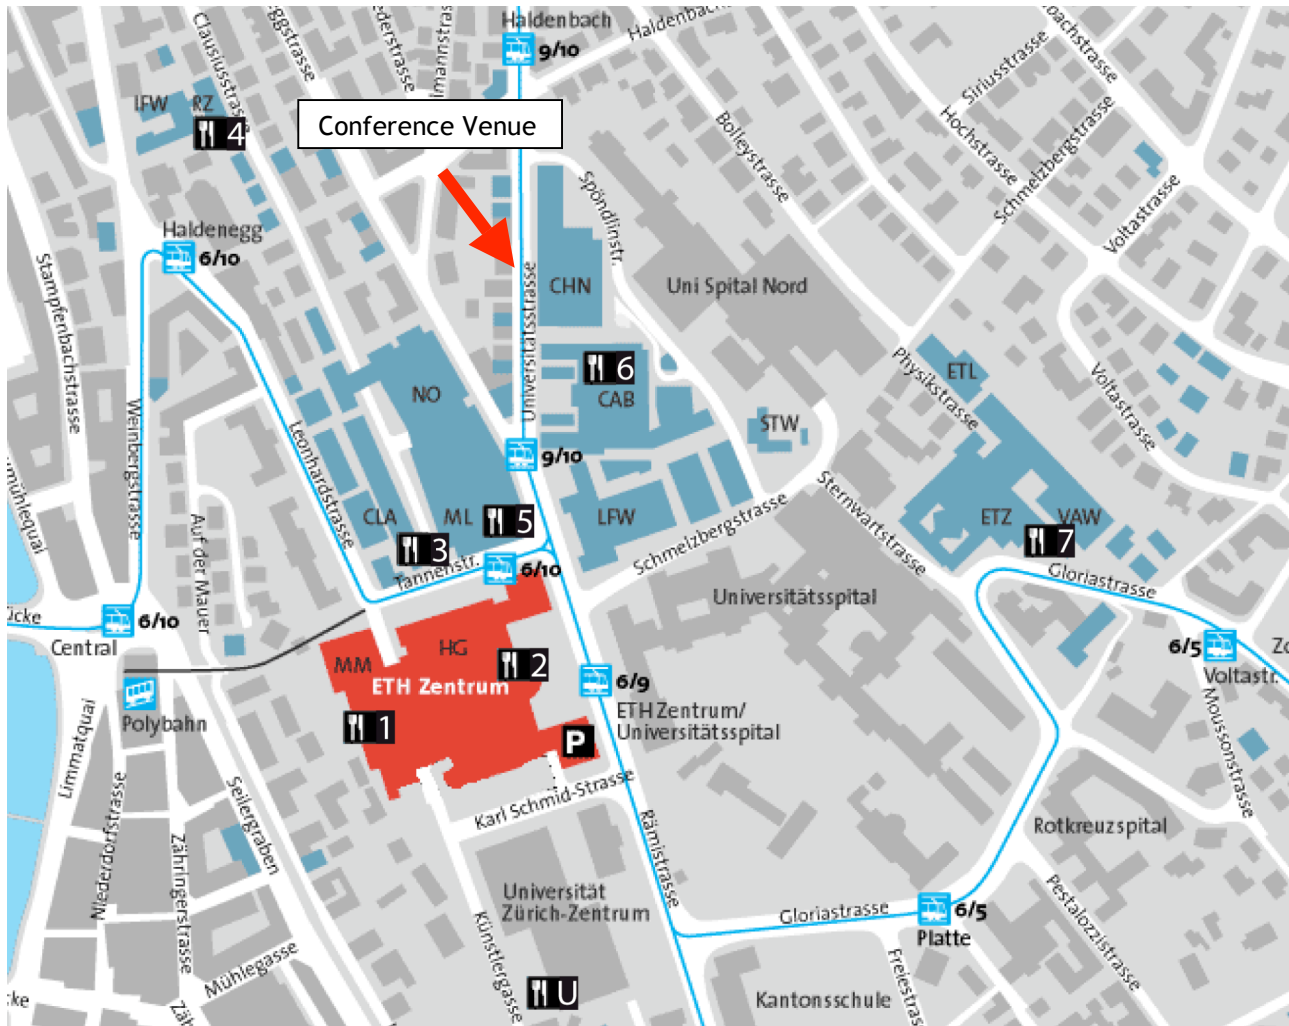 Haldenbach
9/10
Haldenbach
Clausiusstrasse
Siriusstrasse
Hochstrasse
Schmelzbergstrasse
Voltastrasse
Bolleystrasse
IFW
RZ
4
Conference Venue
Spöndlinstr.
Haldenegg
6/10
Stampfenbachstrasse
CHN
Uni Spital Nord
Universitätsstrasse
Physikstrasse
ETL
Voltastrasse
NO
6
CAB
STW
Weinbergstrasse
Leonhardstrasse
9/10
Auf der Mauer
CLA
ML
5
LFW
Schmelzbergstrasse
Sternwartstrasse
ETZ
VAW
7
3
Tannenstr.
6/10
Gloriastrasse
Universitätsspital
6/10
Central
MM
HG
2
ETH Zentrum
6/9
ETH Zentrum/
Universitätsspital
6/5
Voltastr.
Moussonstrasse
Polybahn
1
P
Limmatquai
Karl Schmid-Strasse
Seilergraben
Niederdorfstrasse
Zähringerstrasse
Rämistrasse
Rotkreuzspital
Universität
Zürich-Zentrum
Künstlergasse
Gloriastrasse
6/5
Platte
Pestalozzistrasse
Mühlegasse
U
Kantonsschule